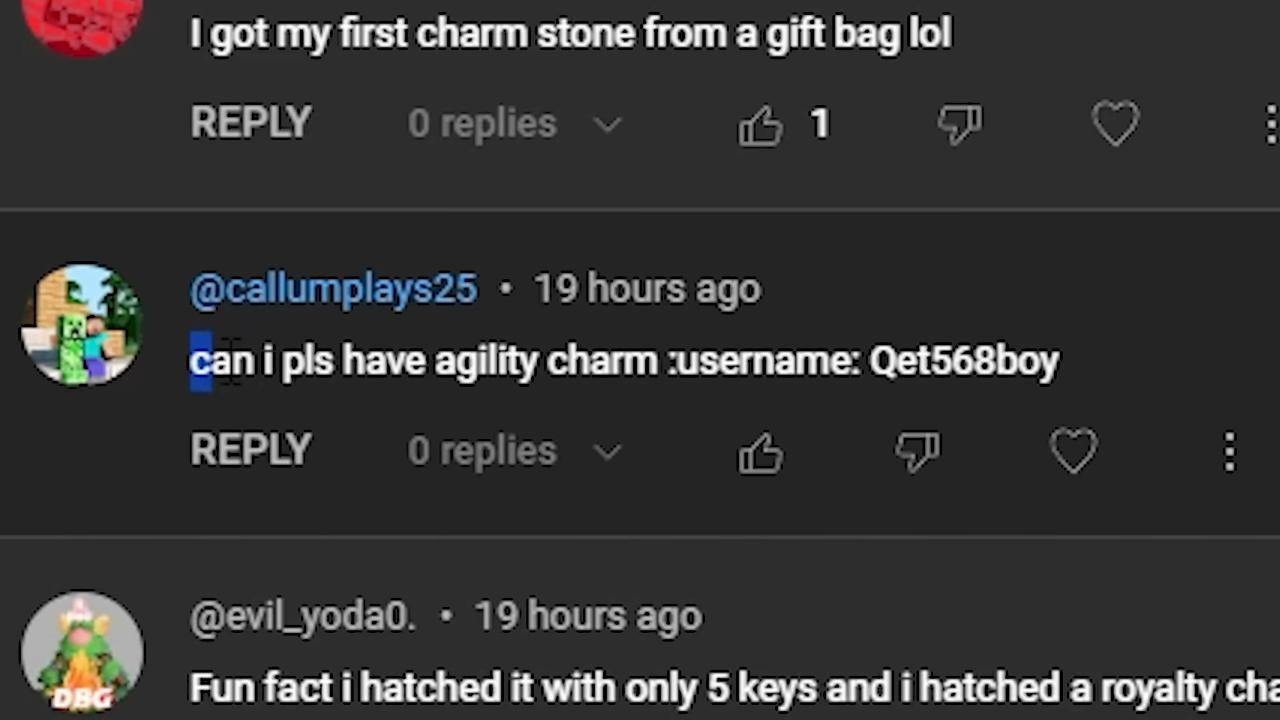 I got my first charm stone from a gift bag lol
REPLY 0 replies 1
@callumplays25 • 19 hours ago
can i pls have agility charm :username: Qet568boy
REPLY 0 replies
@evil_yoda0. • 19 hours ago
DBG
Fun fact i hatched it with only 5 keys and i hatched a royalty cha